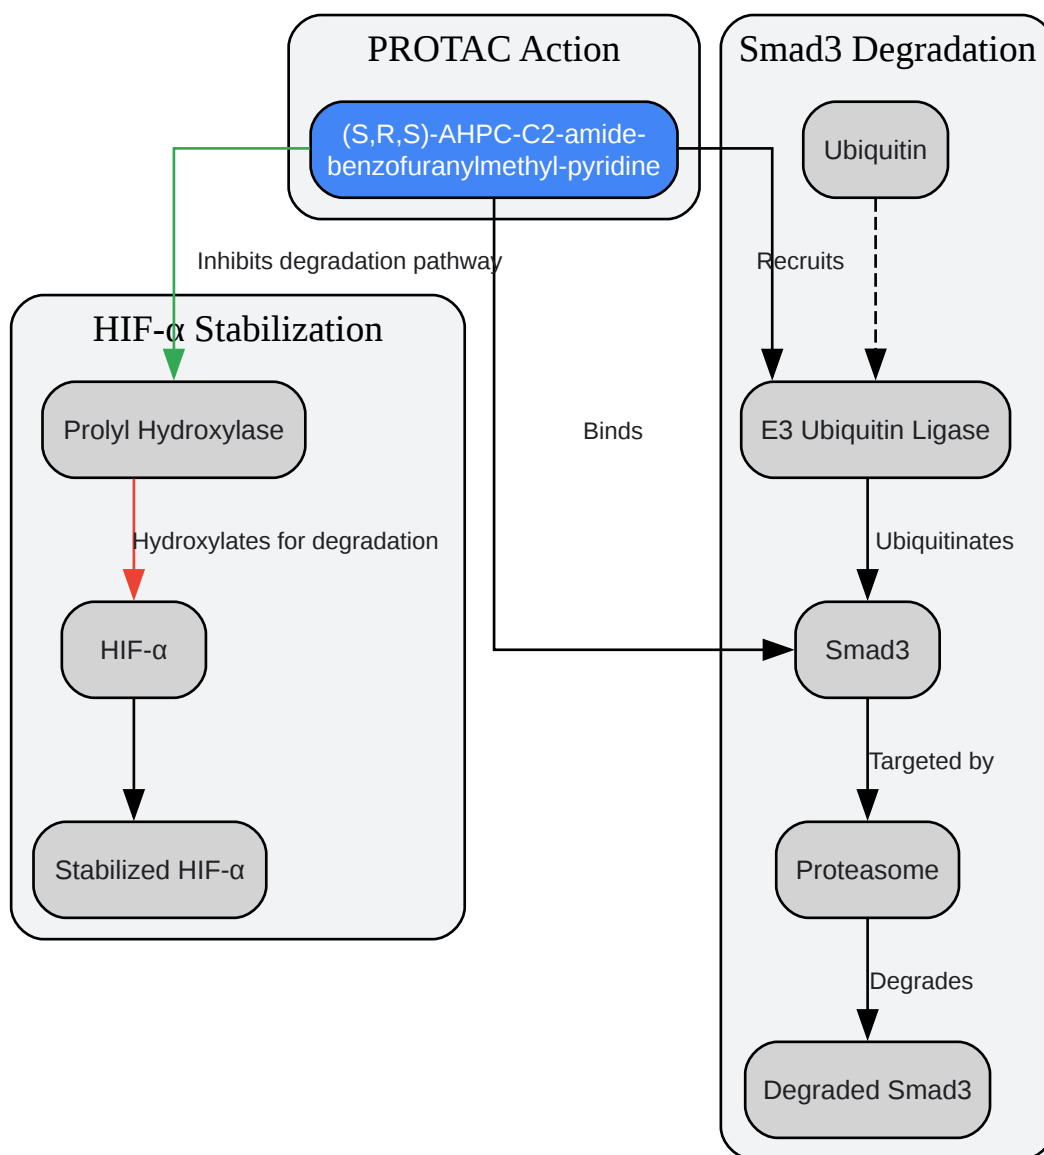 PROTAC Action
Smad3 Degradation
(S,R,S)-AHPC-C2-amide-
benzofuranylmethyl-pyridine
Ubiquitin
Inhibits degradation pathway
Recruits
HIF-α Stabilization
Prolyl Hydroxylase
Binds
E3 Ubiquitin Ligase
Hydroxylates for degradation
Ubiquitinates
HIF-α
Smad3
Targeted by
Stabilized HIF-α
Proteasome
Degrades
Degraded Smad3